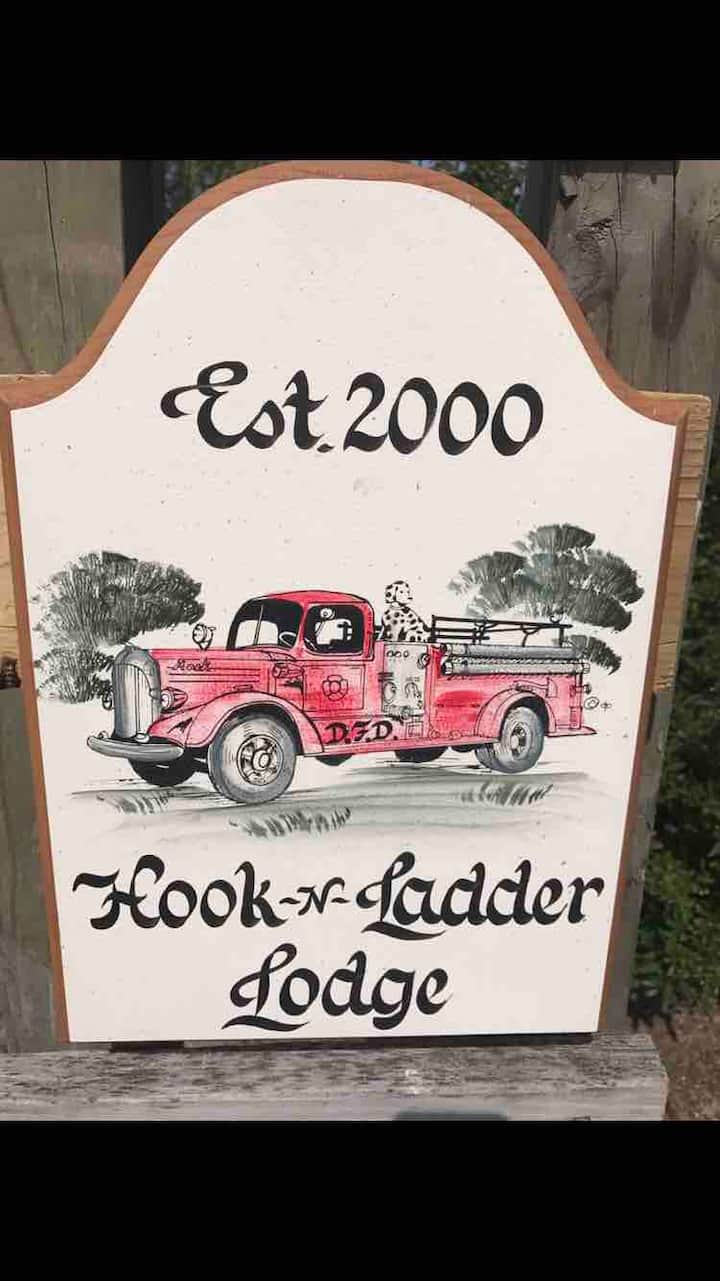 Est. 2000
D.F.D.
Hook-N-Ladder
Lodge